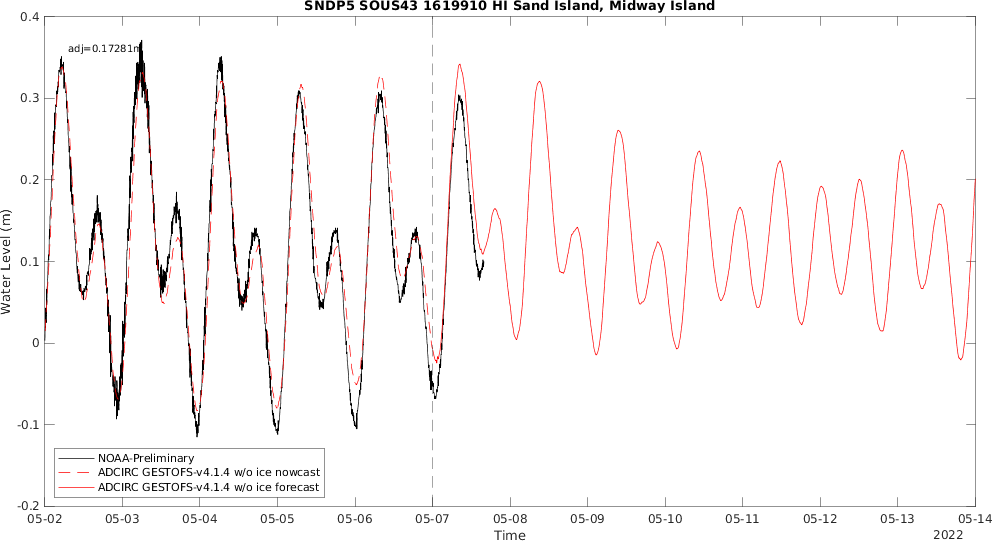 SNDP5 SOUS43 1619910 HI Sand Island, Midway Island
0.4
adj=0.17281m
0.3
0.2
0.1
0
-0.1
-0.2
Water Level (m)
NOAA-Preliminary
ADCIRC GESTOFS-v4.1.4 w/o ice nowcast
ADCIRC GESTOFS-v4.1.4 w/o ice forecast
05-02 05-03 05-04 05-05 05-06 05-07 05-08 05-09 05-10 05-11 05-12 05-13 05-14
Time
2022